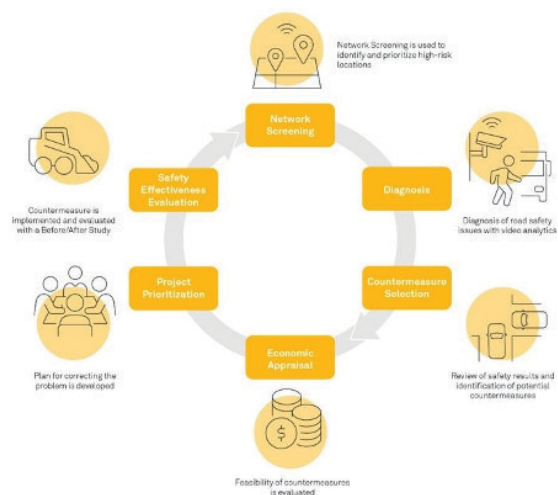 Network Screening is used to
identify and prioritize high-risk
locations
Network
Screening
Diagnosis
Diagnosis of road safety
issues with video analytics
Countermeasure
Selection
Review of safety results and
identification of potential
countermeasures
Economic
Appraisal
$
Feasibility of countermeasures
is evaluated
Project
Prioritization
Plan for correcting the
problem is developed
Safety
Effectiveness
Evaluation
Countermeasure is
implemented and evaluated
with a Before/After Study